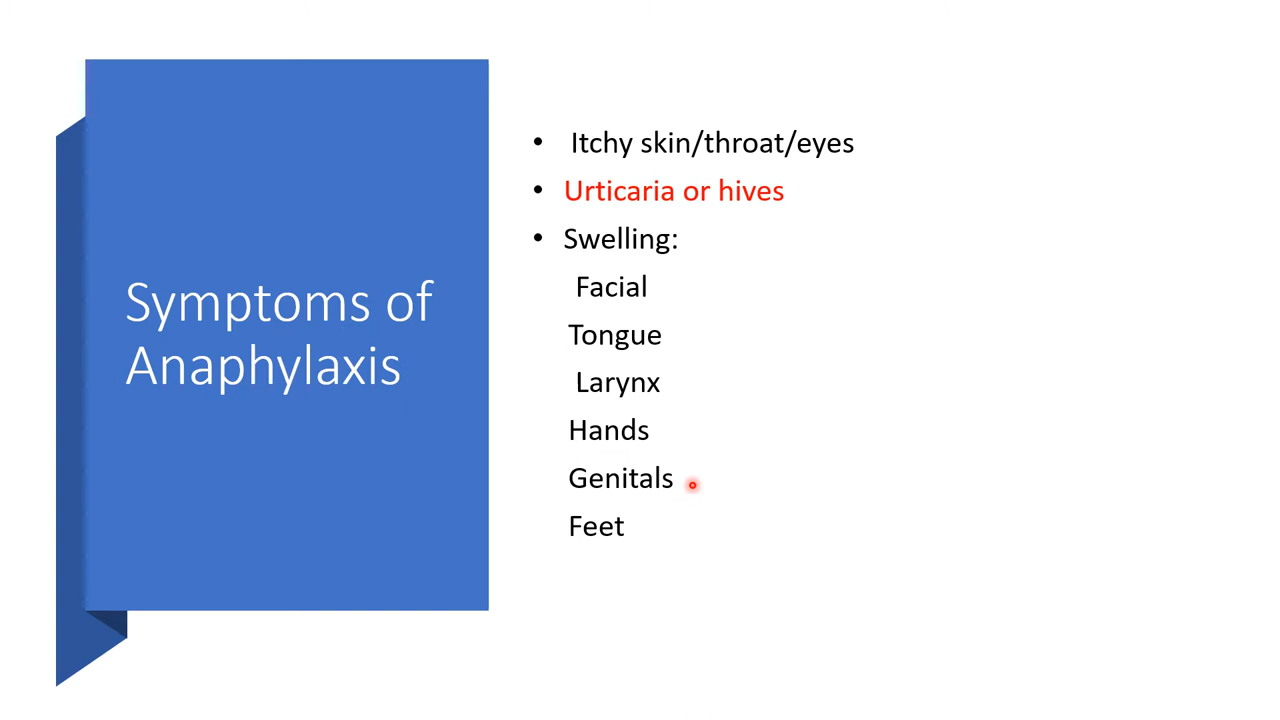 Symptoms of
Anaphylaxis
• Itchy skin/throat/eyes
• Urticaria or hives
• Swelling:
Facial
Tongue
Larynx
Hands
Genitals
Feet